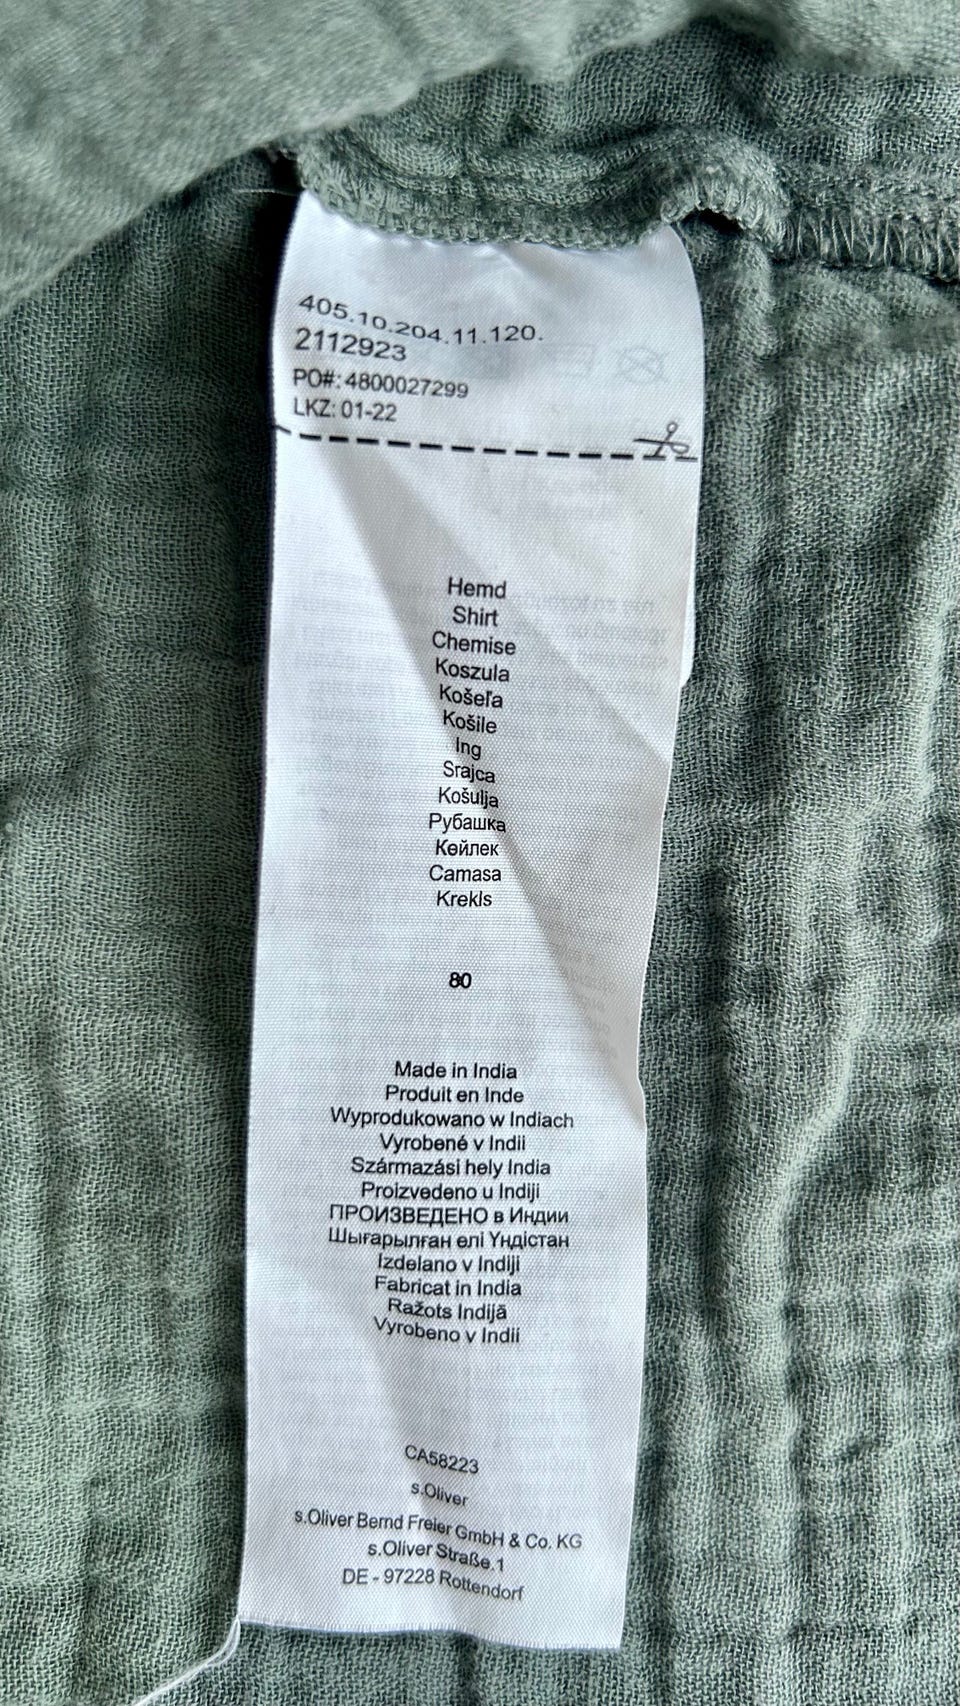 405.10.204.11.120.
2112923
PO#: 4800027299
LKZ: 01-22
Hemd
Shirt
Chemise
Koszula
Košeľa
Košile
Ing
Srajca
Košulja
Рубашка
Көйлек
Camasa
Krekls
80
Made in India
Produit en Inde
Wyprodukowano w Indiach
Vyrobené v Indii
Származási hely India
Proizvedeno u Indiji
ПРОИЗВЕДЕНО в Индии
Шығарылған елі Үндістан
Izdelano v Indiji
Fabricat in India
Ražots Indijā
Vyrobeno v Indii
CA58223
s.Oliver
s.Oliver Bernd Freier GmbH & Co. KG
s.Oliver Straße.1
DE - 97228 Rottendorf